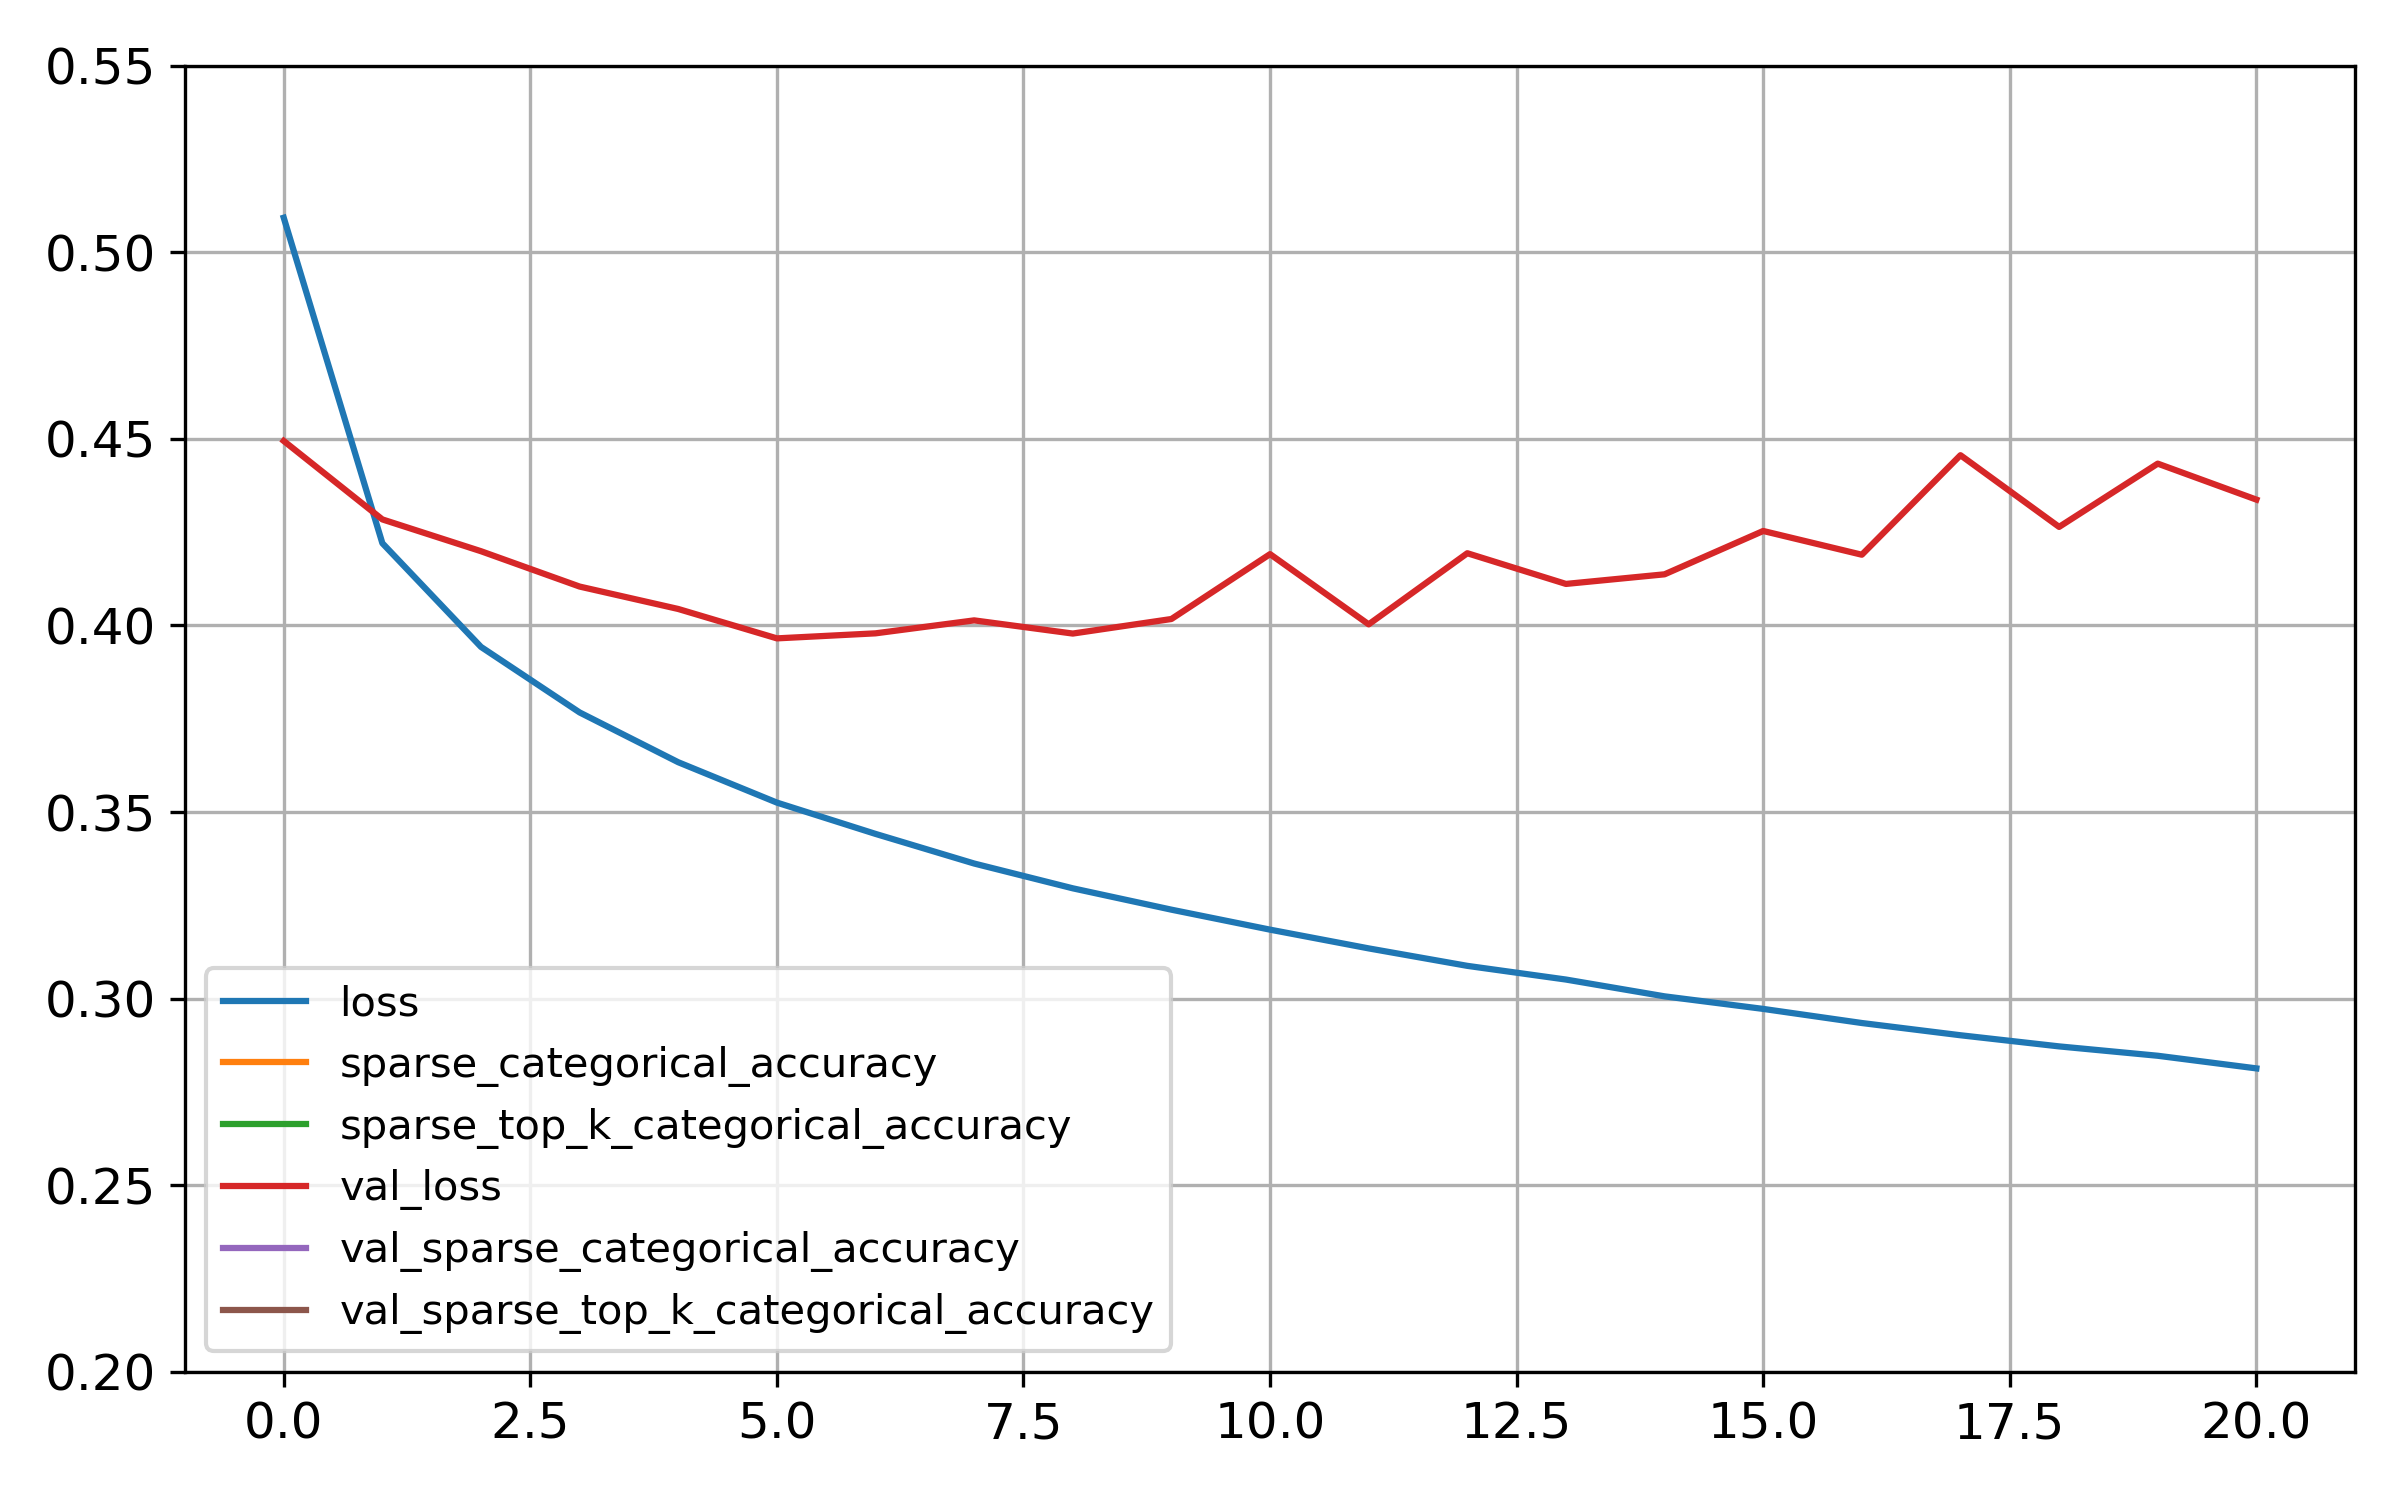 0.55
0.50
0.45
0.40
0.35
0.30
0.25
0.20
loss
sparse_categorical_accuracy
sparse_top_k_categorical_accuracy
val_loss
val_sparse_categorical_accuracy
val_sparse_top_k_categorical_accuracy
0.0 2.5 5.0 7.5 10.0 12.5 15.0 17.5 20.0